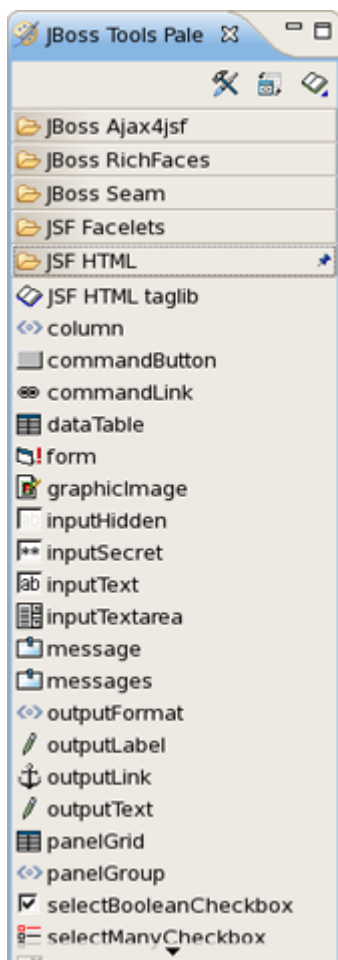 JBoss Tools Pale
JBoss Ajax4jsf
JBoss RichFaces
JBoss Seam
JSF Facelets
JSF HTML
JSF HTML taglib
column
commandButton
commandLink
dataTable
form
graphicImage
inputHidden
inputSecret
inputText
inputTextarea
message
messages
outputFormat
outputLabel
outputLink
outputText
panelGrid
panelGroup
selectBooleanCheckbox
selectManyCheckbox